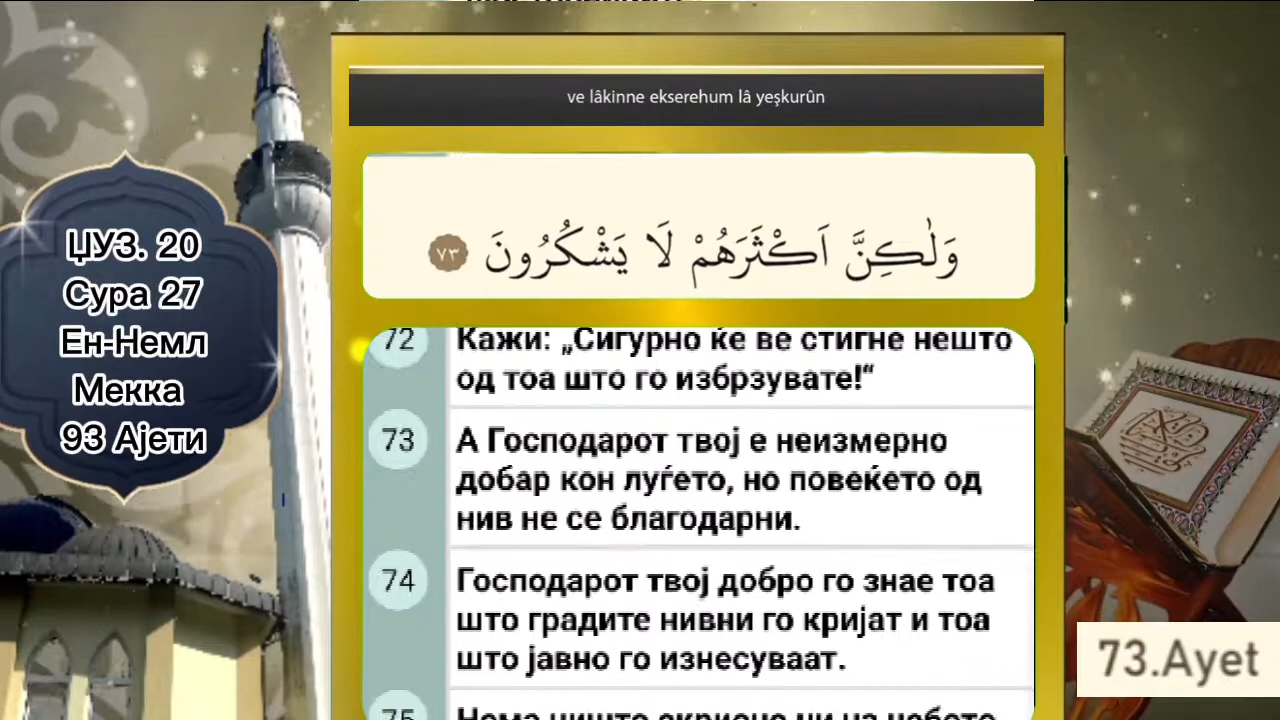 ve lâkinne ekserehum lâ yeşkurûn
وَلٰكِنَّ اَكْثَرَهُمْ لَا يَشْكُرُونَ ٧٣
ЏУЗ. 20
Сура 27
Ен-Немл
Мекка
93 Ајети
72 Кажи: „Сигурно ќе ве стигне нешто
од тоа што го избрзувате!“
73 А Господарот твој е неизмерно
добар кон луѓето, но повеќето од
нив не се благодарни.
74 Господарот твој добро го знае тоа
што градите нивни го кријат и тоа
што јавно го изнесуваат.
75
73.Ayet